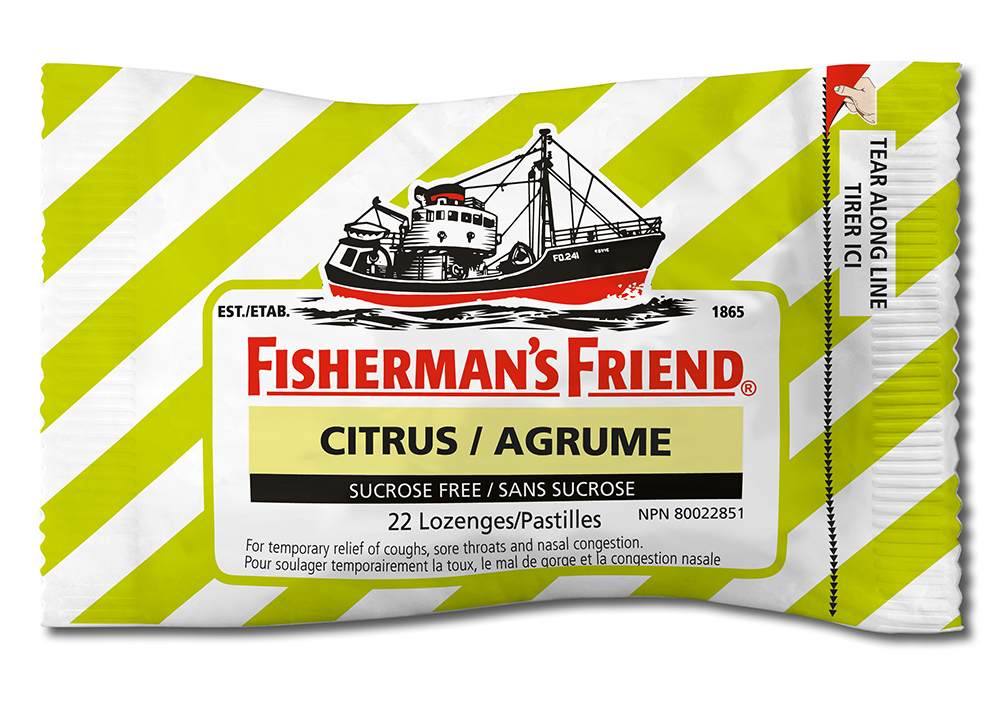 TEAR ALONG LINE
TIRER ICI
FD.241
EST./ETAB.
1865
FISHERMAN'S FRIEND®
CITRUS / AGRUME
SUCROSE FREE / SANS SUCROSE
22 Lozenges/Pastilles
NPN 80022851
For temporary relief of coughs, sore throats and nasal congestion.
Pour soulager temporairement la toux, le mal de gorge et la congestion nasale